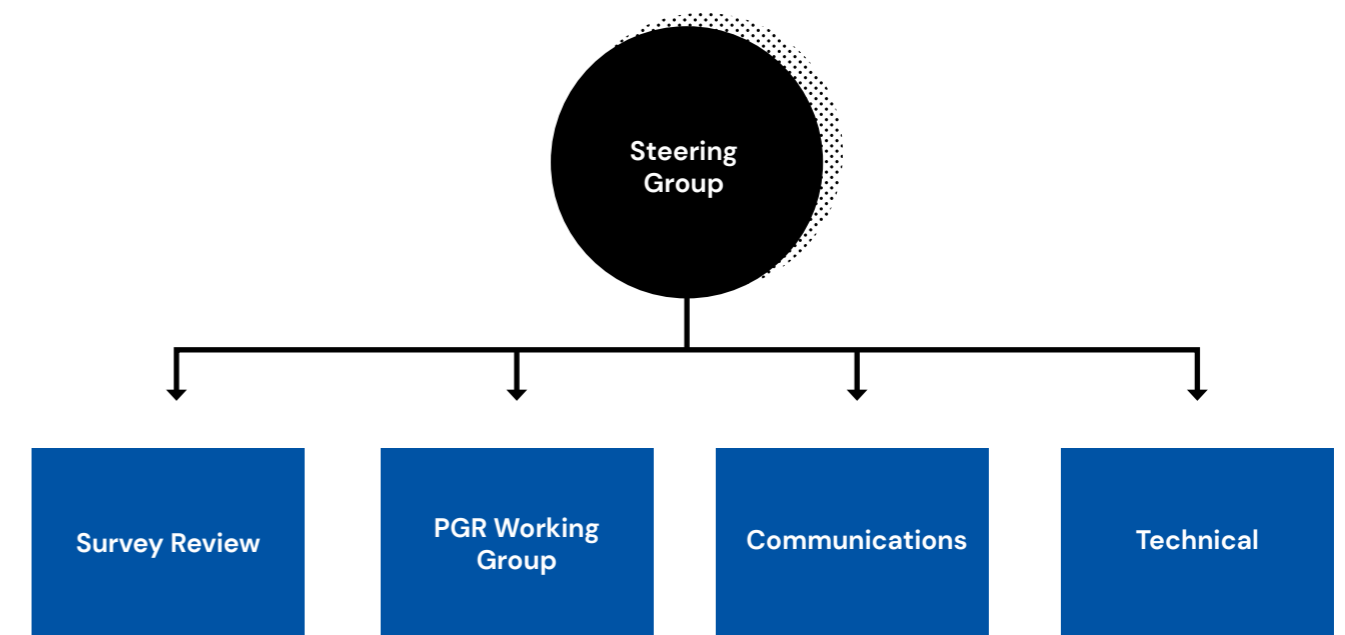 Steering
Group
Survey Review
PGR Working
Group
Communications
Technical